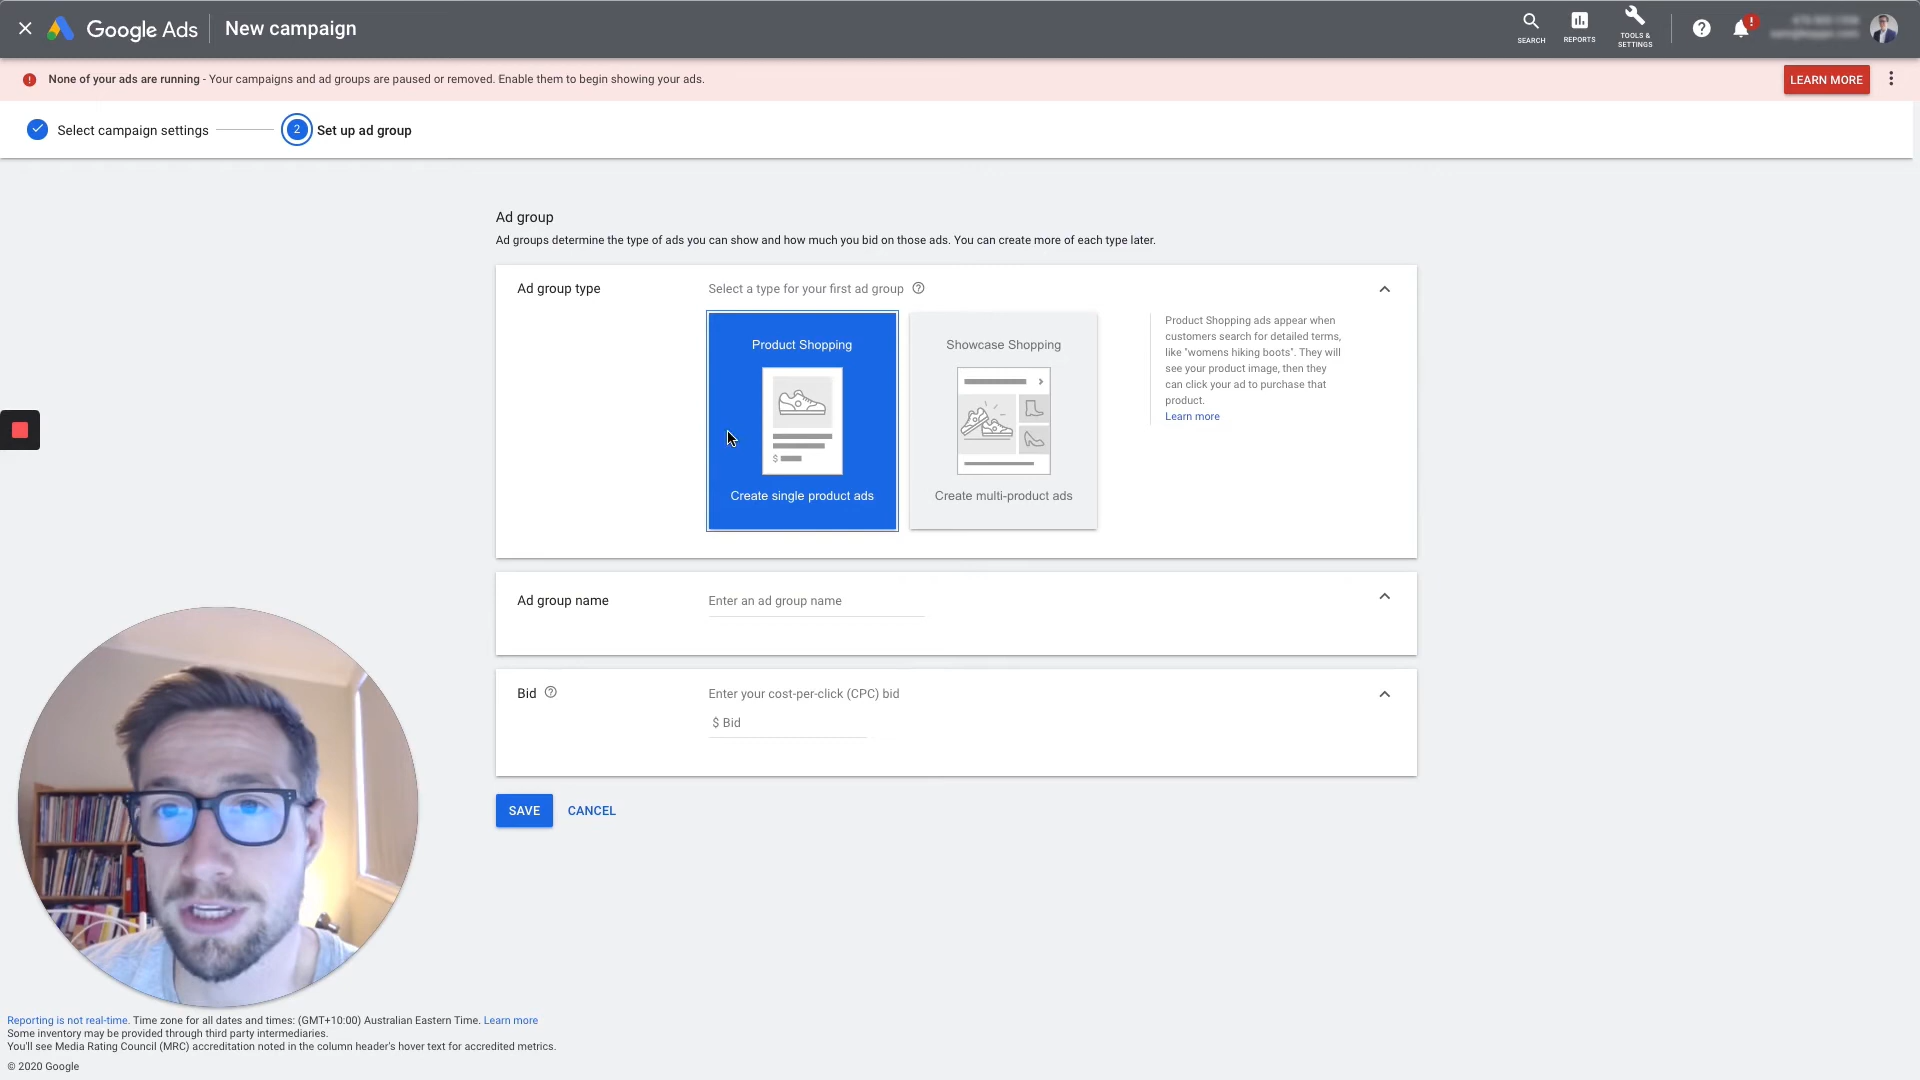 Google Ads
New campaign
SEARCH
REPORTS
TOOLS &
SETTINGS
None of your ads are running - Your campaigns and ad groups are paused or removed. Enable them to begin showing your ads.
LEARN MORE
Select campaign settings
2
Set up ad group
Ad group
Ad groups determine the type of ads you can show and how much you bid on those ads. You can create more of each type later.
Ad group type
Select a type for your first ad group
Product Shopping
$
Create single product ads
Showcase Shopping
Create multi-product ads
Product Shopping ads appear when
customers search for detailed terms,
like "womens hiking boots". They will
see your product image, then they
can click your ad to purchase that
product.
Learn more
Ad group name
Enter an ad group name
Bid
Enter your cost-per-click (CPC) bid
$ Bid
SAVE
CANCEL
Reporting is not real-time. Time zone for all dates and times: (GMT+10:00) Australian Eastern Time. Learn more
Some inventory may be provided through third party intermediaries.
You'll see Media Rating Council (MRC) accreditation noted in the column header's hover text for accredited metrics.
© 2020 Google